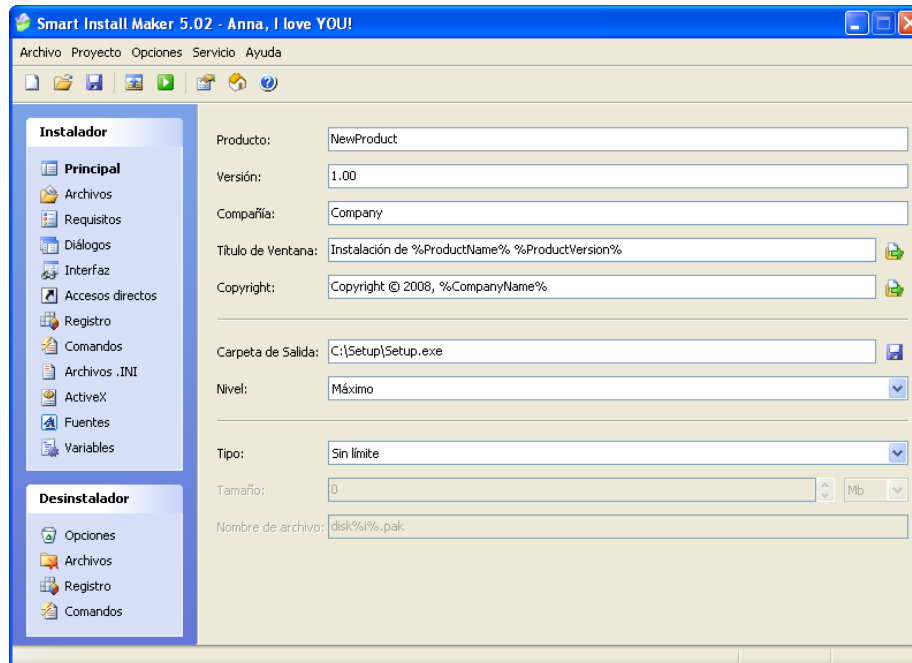 Smart Install Maker 5.02 - Anna, I love YOU!
Archivo Proyecto Opciones Servicio Ayuda
Instalador
Principal
Archivos
Requisitos
Diálogos
Interfaz
Accesos directos
Registro
Comandos
Archivos .INI
ActiveX
Fuentes
Variables
Desinstalador
Opciones
Archivos
Registro
Comandos
Producto: NewProduct
Versión: 1.00
Compañía: Company
Título de Ventana: Instalación de %ProductName% %ProductVersion%
Copyright: Copyright © 2008, %CompanyName%
Carpeta de Salida: C:\Setup\Setup.exe
Nivel: Máximo
Tipo: Sin límite
Tamaño: 0 Mb
Nombre de archivo: disk%i%.pak